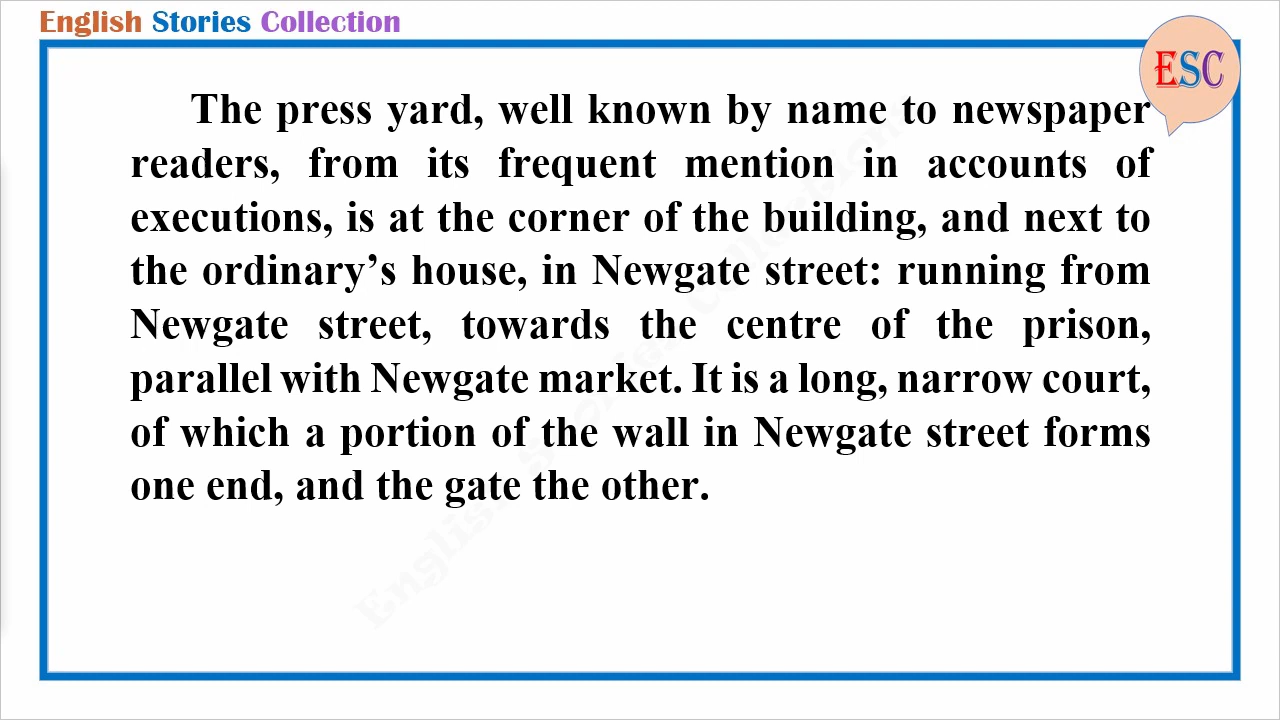 English Stories Collection
ESC
The press yard, well known by name to newspaper
readers, from its frequent mention in accounts of
executions, is at the corner of the building, and next to
the ordinary’s house, in Newgate street: running from
Newgate street, towards the centre of the prison,
parallel with Newgate market. It is a long, narrow court,
of which a portion of the wall in Newgate street forms
one end, and the gate the other.
English Stories Collection